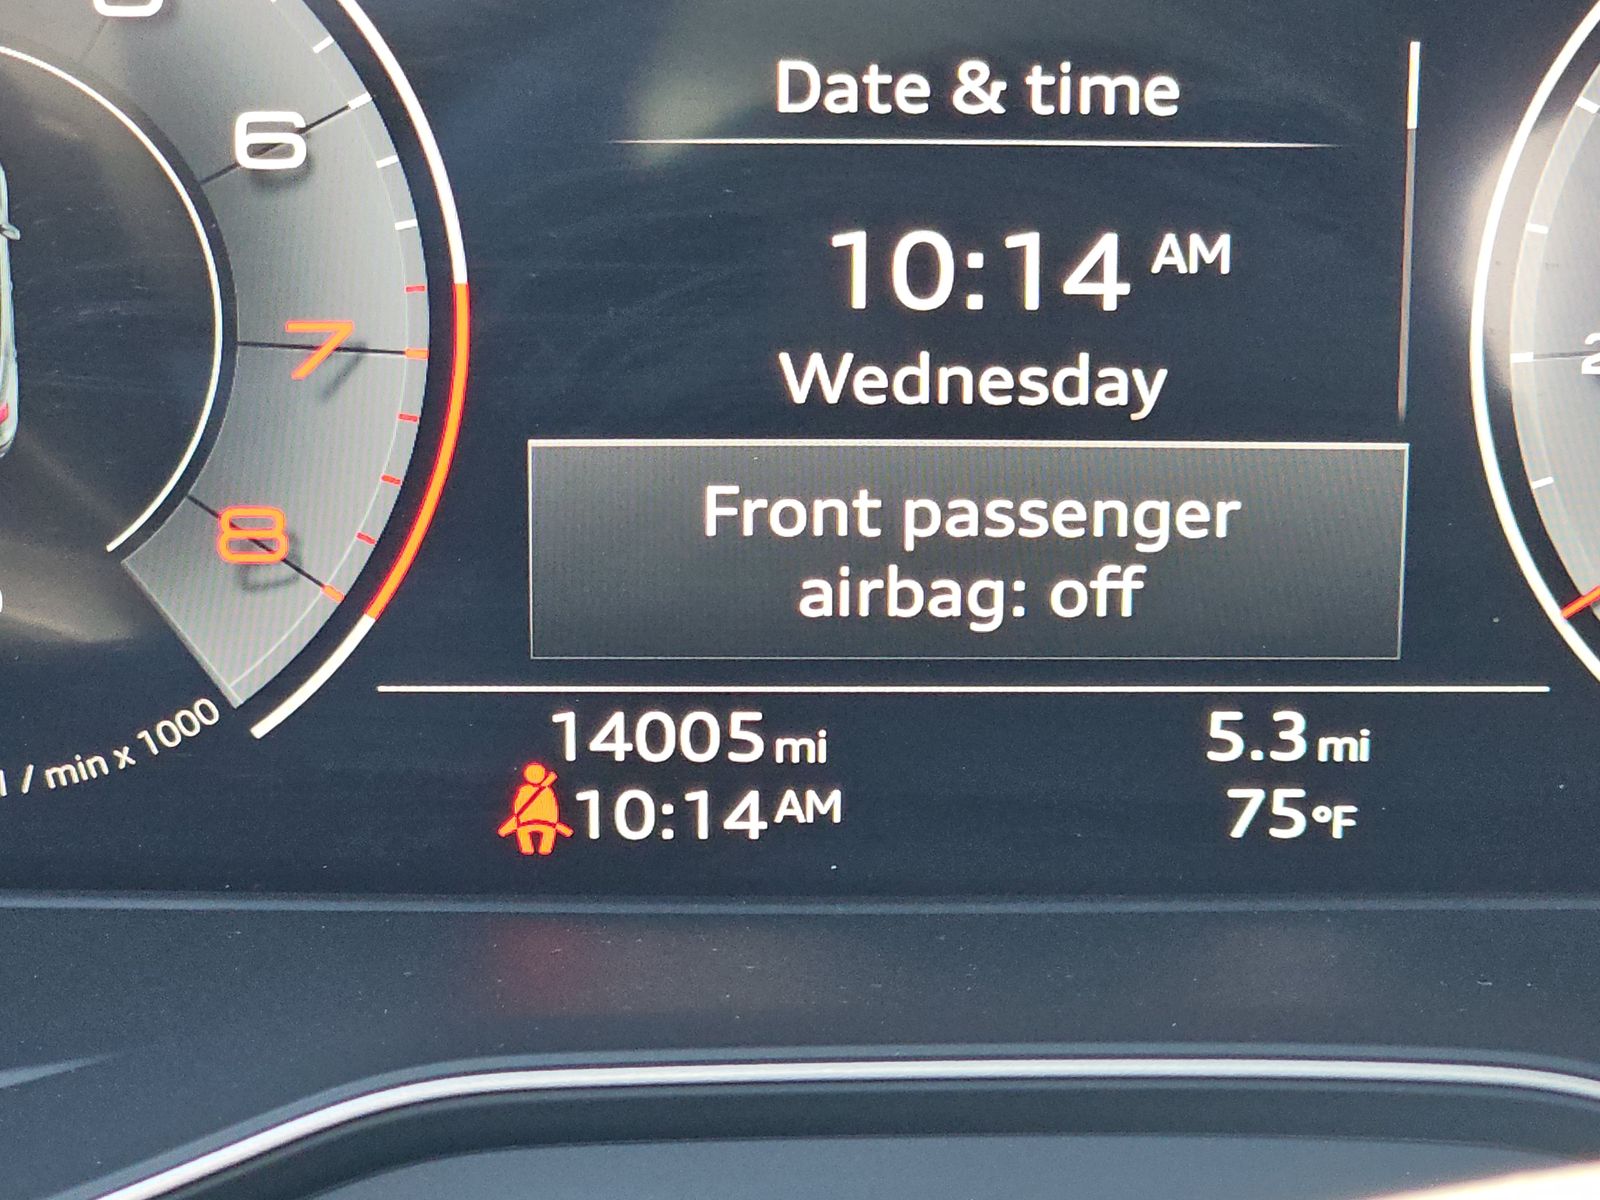 6
7
8
/ min x 1000
Date & time
10:14 AM
Wednesday
Front passenger
airbag: off
14005 mi
5.3 mi
10:14 AM
75 °F